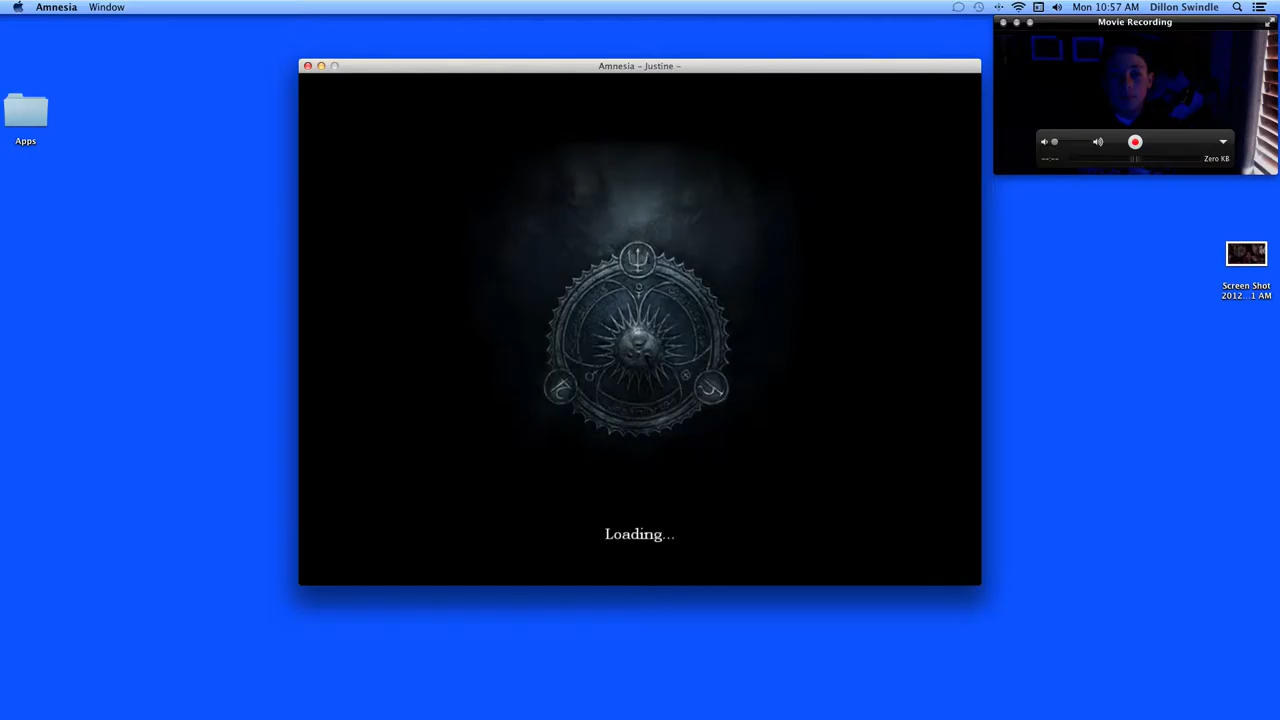 Amnesia Window Mon 10:57 AM Dillon Swindle
Movie Recording
Amnesia - Justine -
Apps
--:-- Zero KB
Screen Shot
2012...1 AM
Loading...